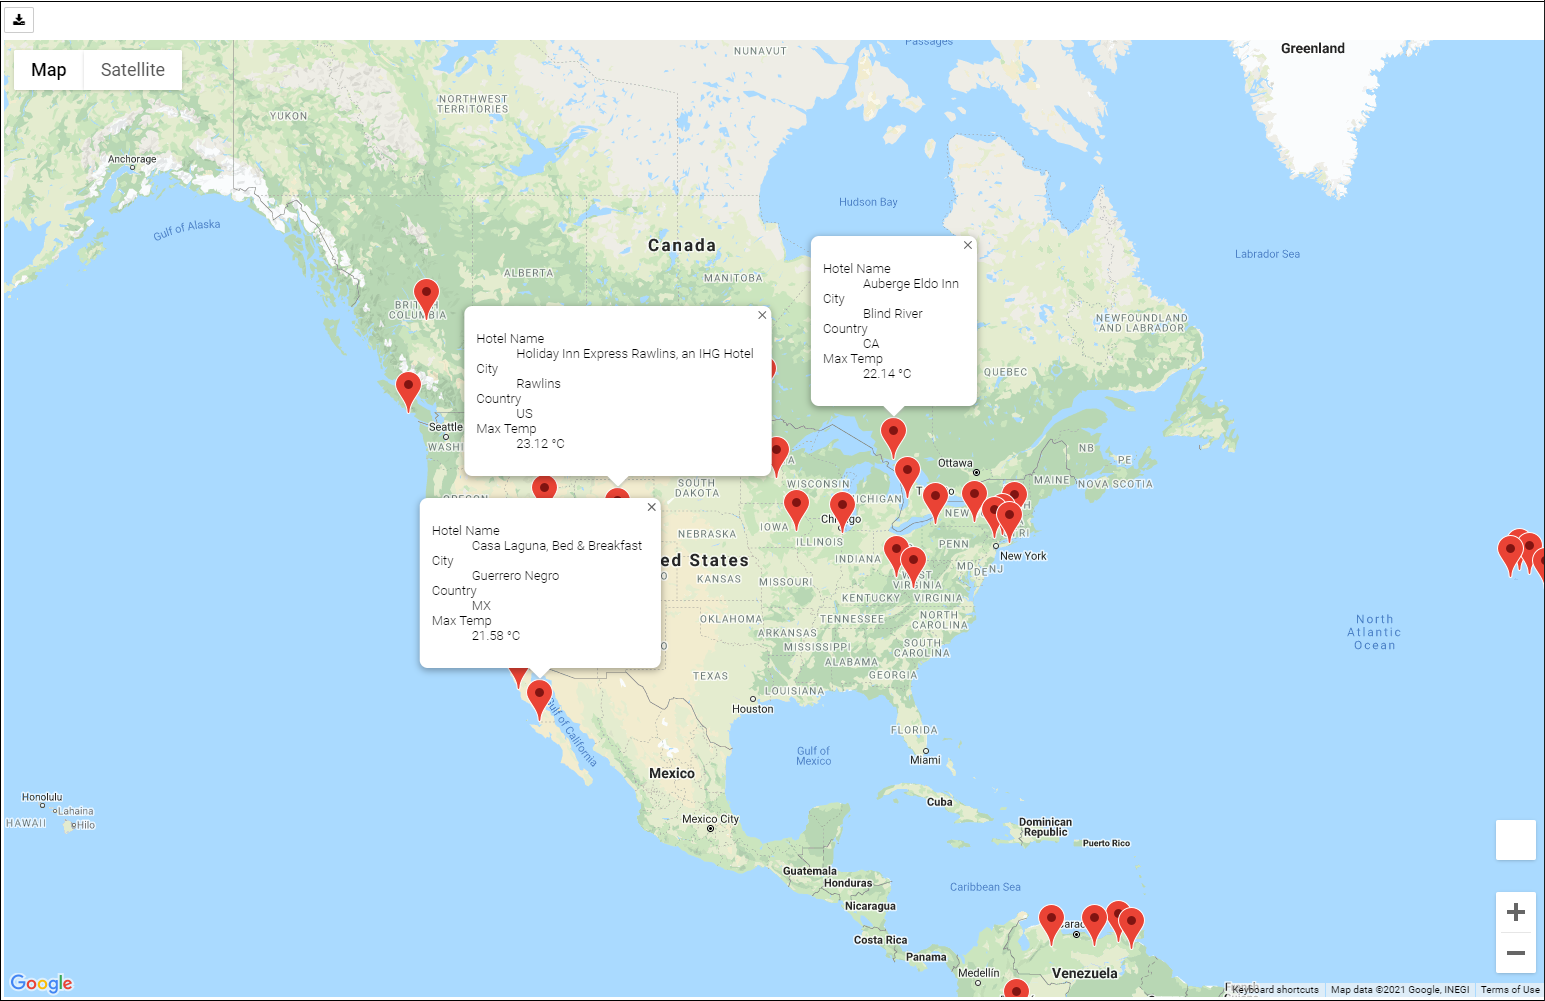 Map
Satellite
Passages
Greenland
NUNAVUT
NORTHWEST
TERRITORIES
YUKON
Anchorage
Gulf of Alaska
Hudson Bay
Labrador Sea
Canada
ALBERTA
MANITOBA
BRITISH
COLUMBIA
NEWFOUNDLAND
AND LABRADOR
QUEBEC
Hotel Name
Auberge Eldo Inn
City
Blind River
Country
CA
Max Temp
22.14 °C
Hotel Name
Holiday Inn Express Rawlins, an IHG Hotel
City
Rawlins
Country
US
Max Temp
23.12 °C
Seattle
WASH
OREGON
SOUTH
DAKOTA
WISCONSIN
MICHIGAN
Ottawa
NB
PE
MAINE
NOVA SCOTIA
NEW
Chicago
IOWA
ILLINOIS
NEBRASKA
INDIANA
PENN
New York
MD
DE
NJ
ed States
KANSAS
MISSOURI
WEST
VIRGINIA
KENTUCKY
VIRGINIA
Hotel Name
Casa Laguna, Bed & Breakfast
City
Guerrero Negro
Country
MX
Max Temp
21.58 °C
OKLAHOMA
TENNESSEE
NORTH
CAROLINA
ARKANSAS
MISSISSIPPI
SOUTH
CAROLINA
ALABAMA
TEXAS
GEORGIA
LOUISIANA
Houston
North
Atlantic
Ocean
Gulf of California
FLORIDA
Gulf of
Mexico
Miami
Mexico
Honolulu
Lahaina
HAWAII
Hilo
Cuba
Mexico City
Dominican
Republic
Puerto Rico
Guatemala
Honduras
Caribbean Sea
Nicaragua
Costa Rica
Panama
Carac
Medellín
Venezuela
Google
Keyboard shortcuts
Map data ©2021 Google, INEGI
Terms of Use